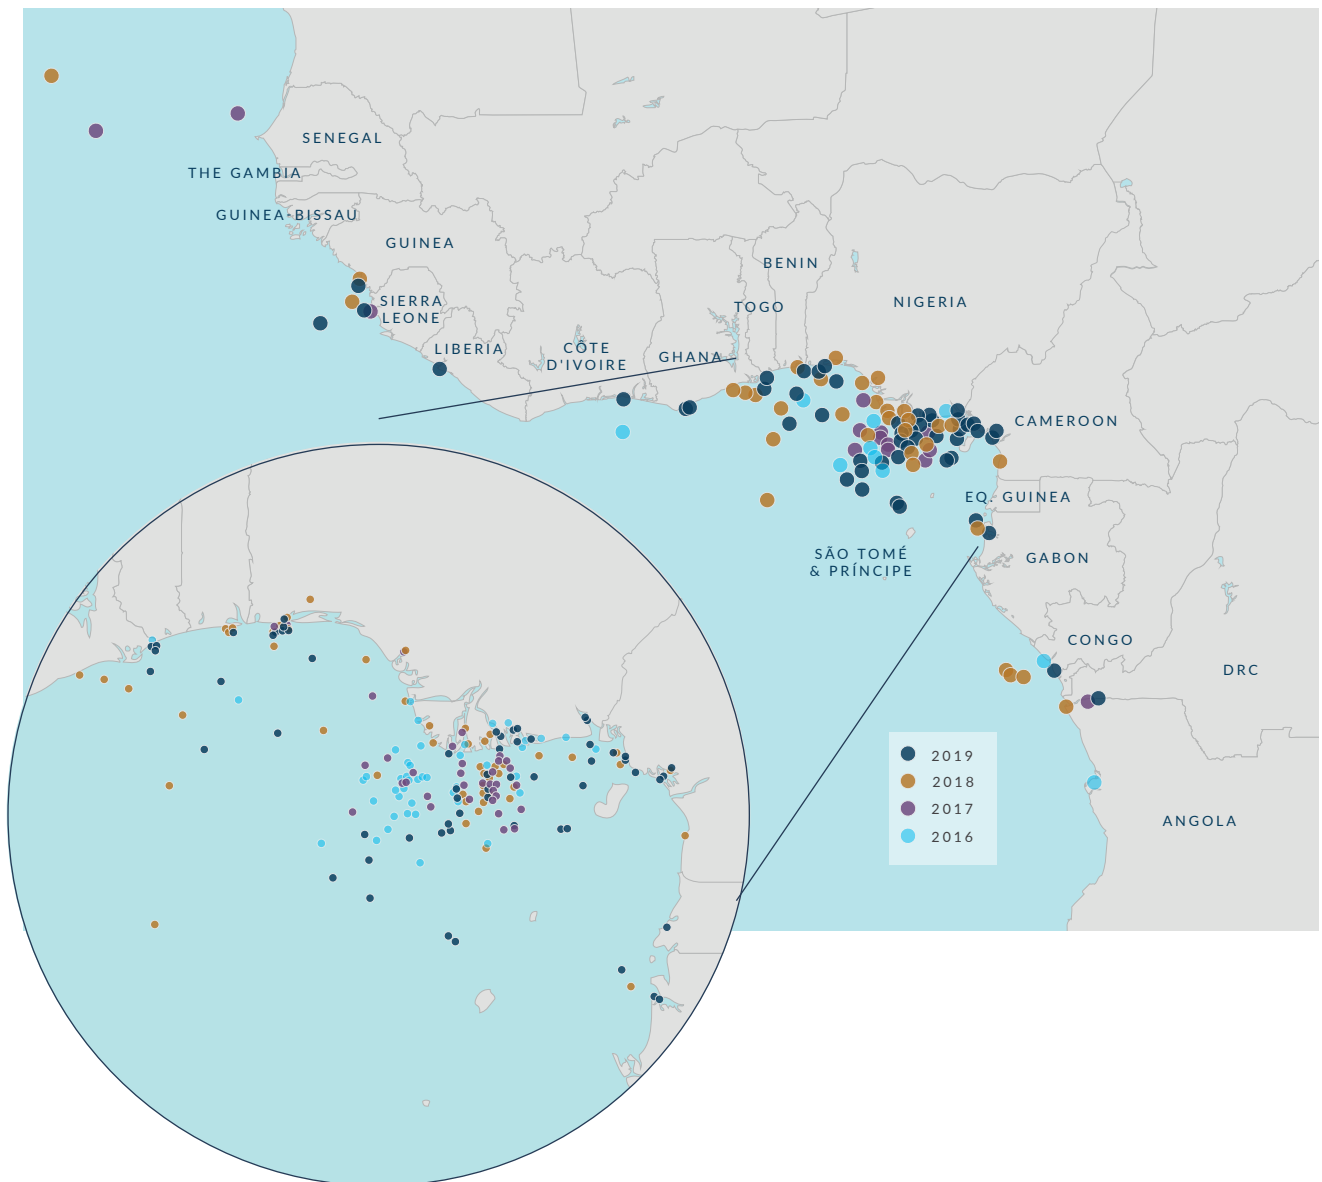 SENEGAL
THE GAMBIA
GUINEA-BISSAU
GUINEA
BENIN
SIERRA
LEONE
TOGO
NIGERIA
LIBERIA
CÔTE
D'IVOIRE
GHANA
CAMEROON
EQ. GUINEA
SÃO TOMÉ
& PRÍNCIPE
GABON
CONGO
DRC
2019
2018
2017
2016
ANGOLA